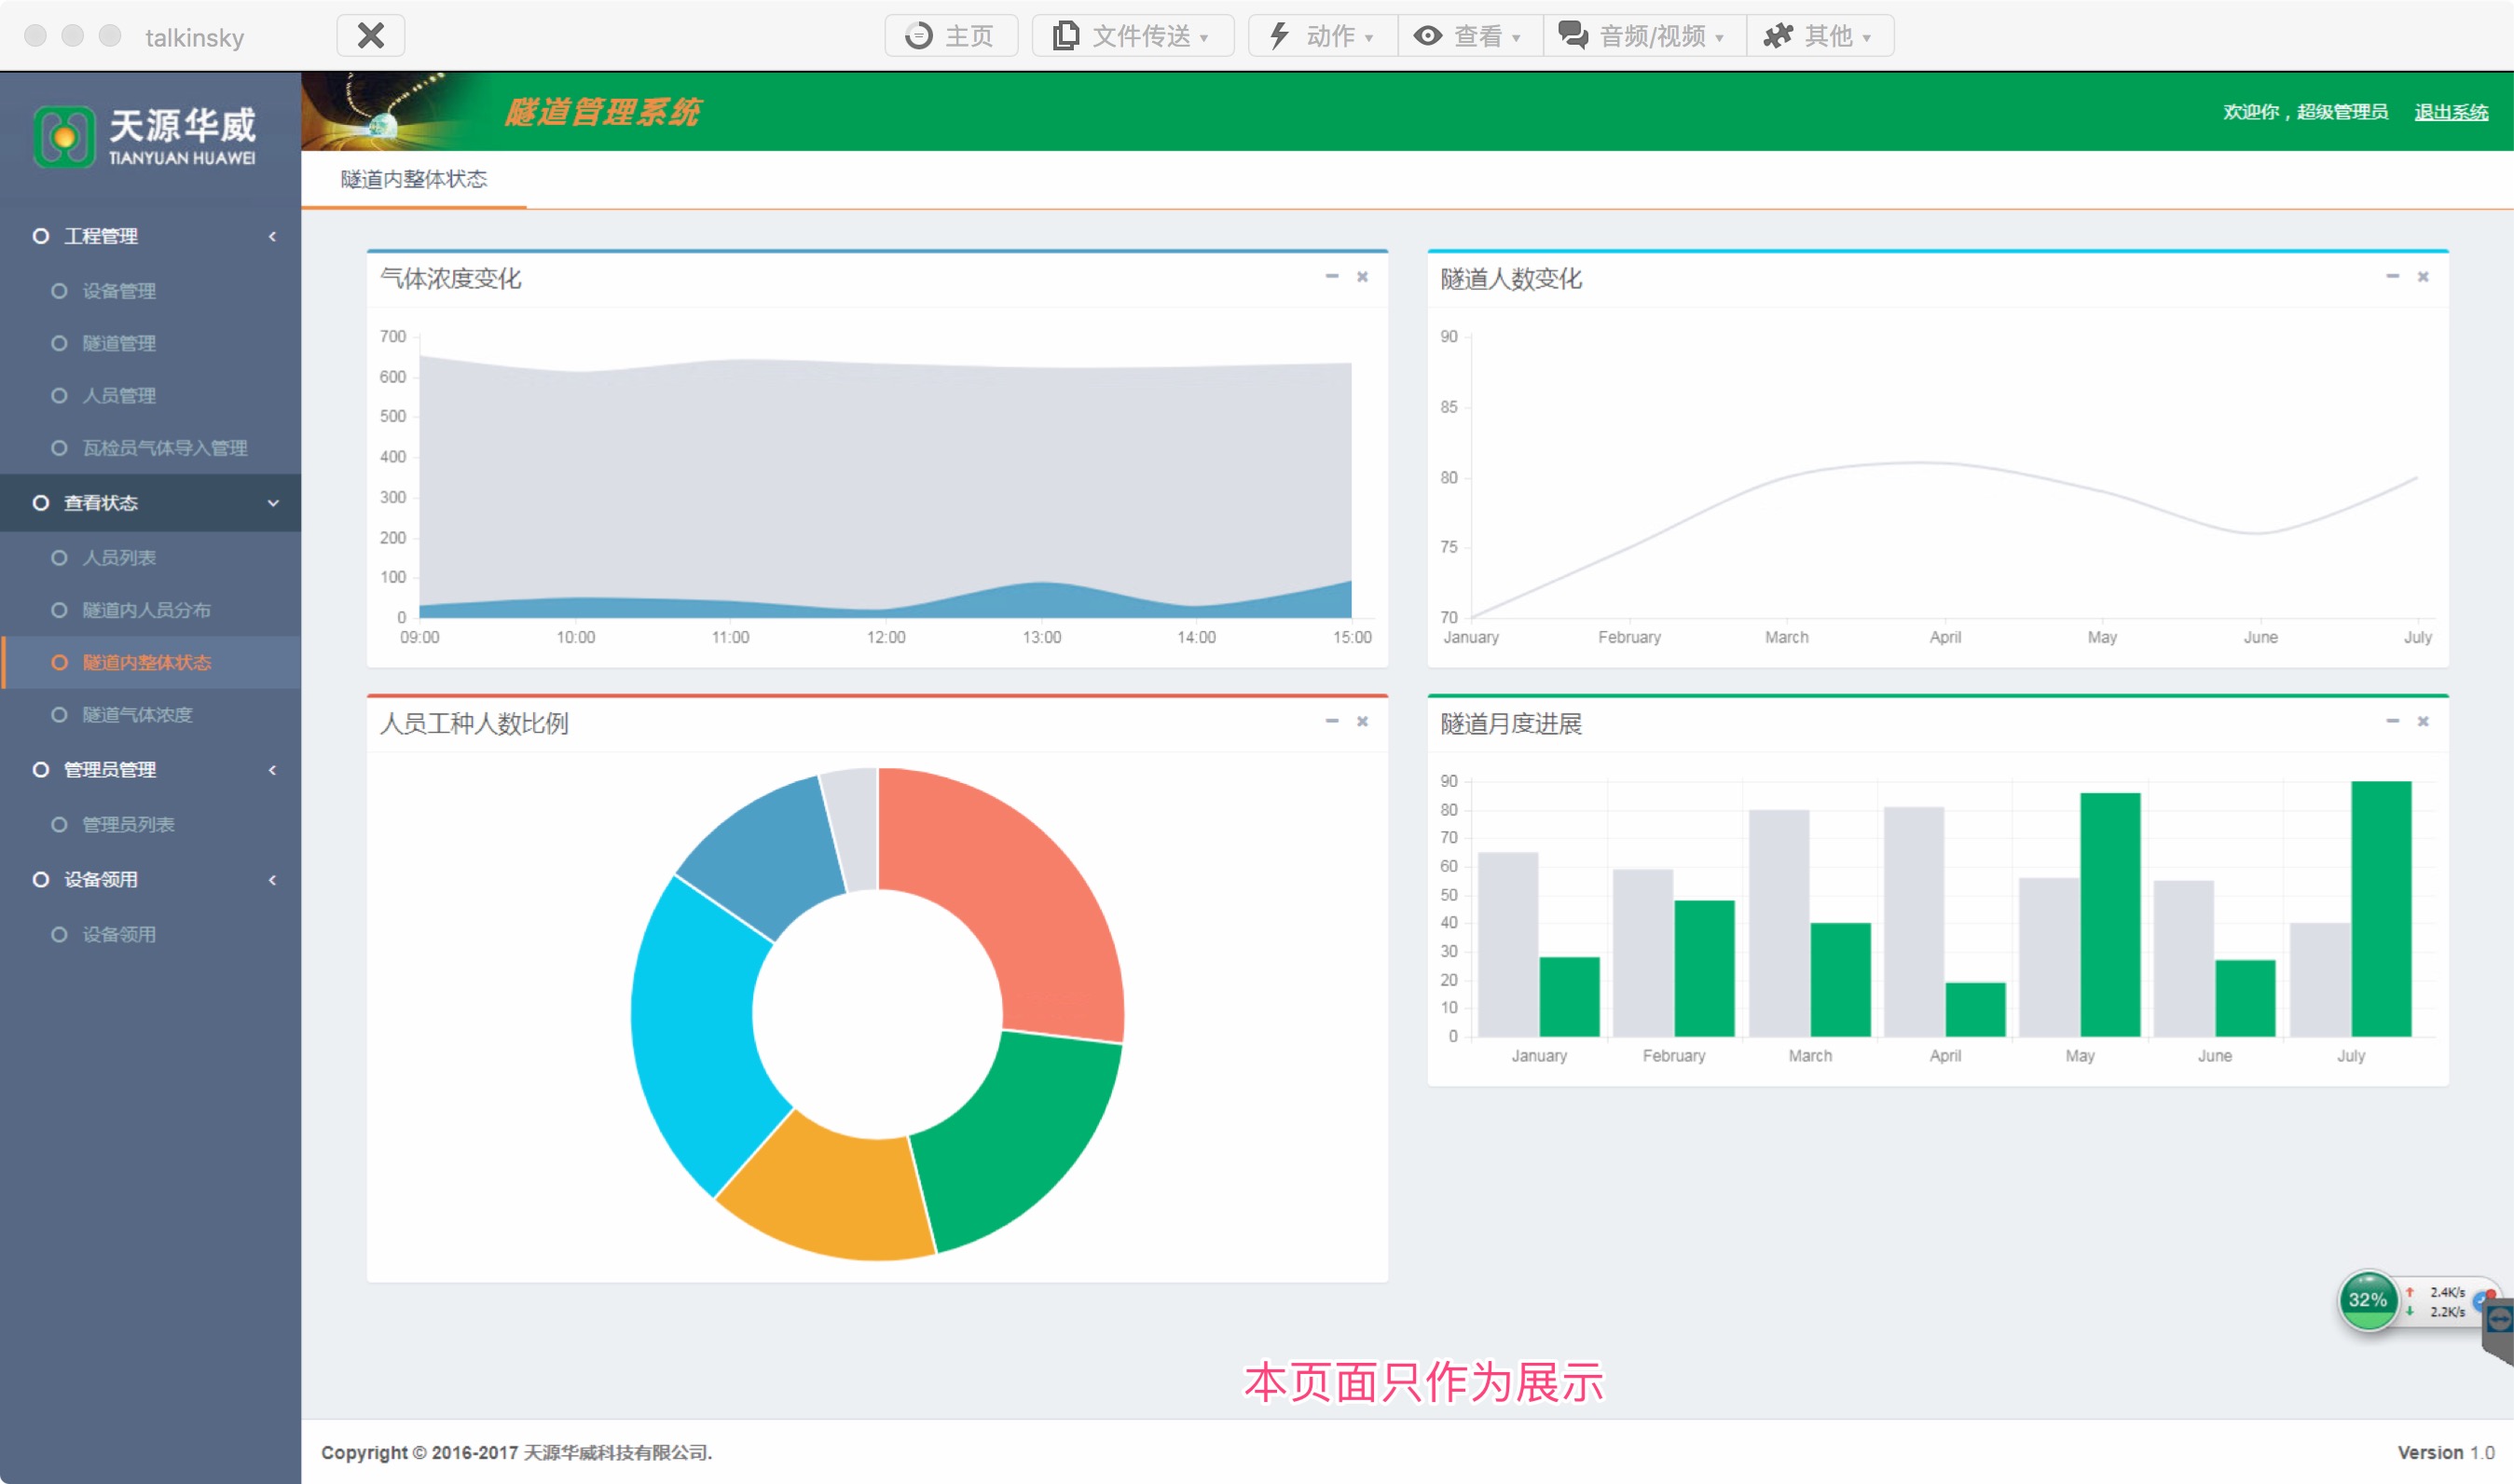 talkinsky
主页
文件传送
动作
查看
音频/视频
其他
天源华威
TIANYUAN HUAWEI
隧道管理系统
欢迎你，超级管理员 退出系统
隧道内整体状态
工程管理
设备管理
隧道管理
人员管理
瓦检员气体导入管理
查看状态
人员列表
隧道内人员分布
隧道内整体状态
隧道气体浓度
管理员管理
管理员列表
设备领用
设备领用
气体浓度变化
700
600
500
400
300
200
100
0
09:00 10:00 11:00 12:00 13:00 14:00 15:00
隧道人数变化
90
85
80
75
70
January February March April May June July
人员工种人数比例
隧道月度进展
90
80
70
60
50
40
30
20
10
0
January February March April May June July
32%
2.4K/s
2.2K/s
本页面只作为展示
Copyright © 2016-2017 天源华威科技有限公司.
Version 1.0